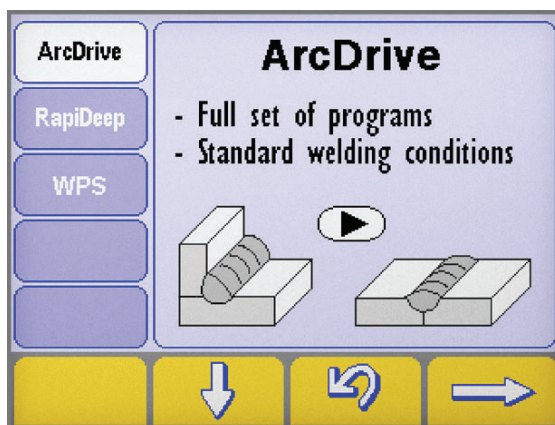 ArcDrive
RapiDeep
WPS
ArcDrive
- Full set of programs
- Standard welding conditions